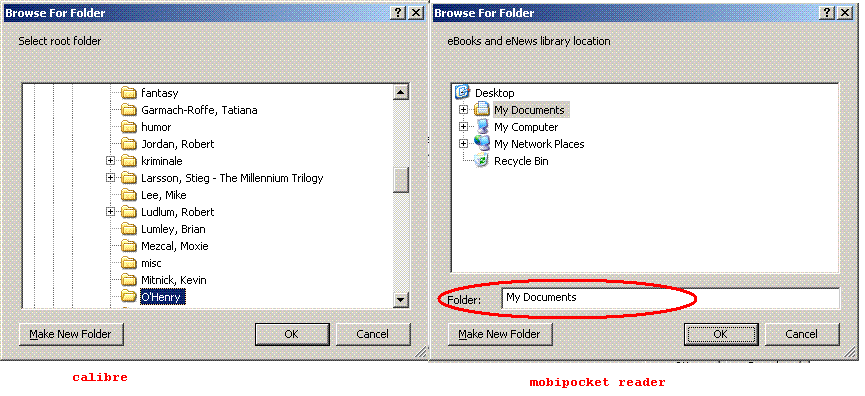 Browse For Folder
Select root folder
fantasy
Garmach-Roffe, Tatiana
humor
Jordan, Robert
kriminale
Larsson, Stieg - The Millennium Trilogy
Lee, Mike
Ludlum, Robert
Lumley, Brian
Mezcal, Moxie
misc
Mitnick, Kevin
O'Henry
Make New Folder
OK
Cancel
calibre
Browse For Folder
eBooks and eNews library location
Desktop
My Documents
My Computer
My Network Places
Recycle Bin
Folder:
My Documents
Make New Folder
OK
Cancel
mobipocket reader